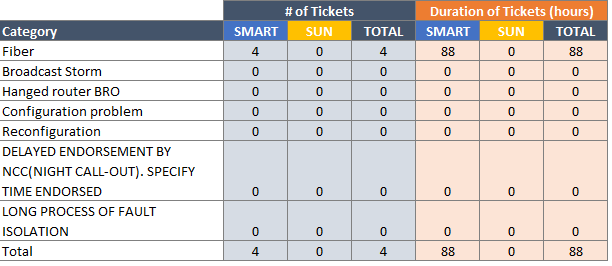 # of Tickets Duration of Tickets (hours)
Category SMART SUN TOTAL SMART SUN TOTAL
Fiber 4 0 4 88 0 88
Broadcast Storm 0 0 0 0 0 0
Hanged router BRO 0 0 0 0 0 0
Configuration problem 0 0 0 0 0 0
Reconfiguration 0 0 0 0 0 0
DELAYED ENDORSEMENT BY
NCC(NIGHT CALL-OUT). SPECIFY
TIME ENDORSED 0 0 0 0 0 0
LONG PROCESS OF FAULT
ISOLATION 0 0 0 0 0 0
Total 4 0 4 88 0 88